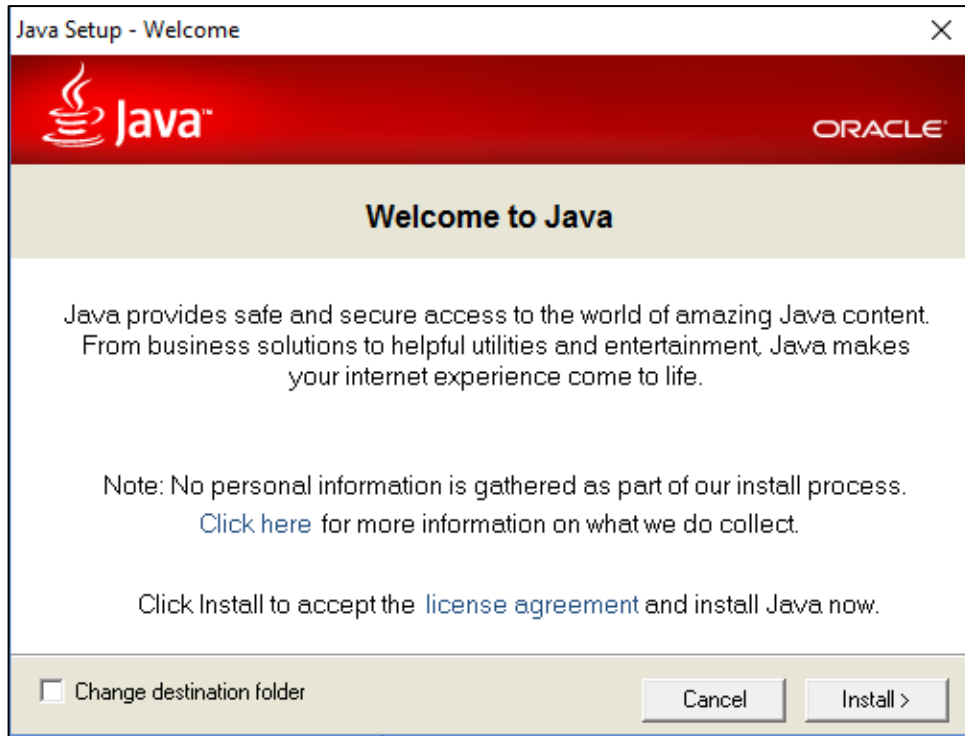 Java Setup - Welcome
Java™
ORACLE®
Welcome to Java
Java provides safe and secure access to the world of amazing Java content.
From business solutions to helpful utilities and entertainment, Java makes
your internet experience come to life.
Note: No personal information is gathered as part of our install process.
Click here for more information on what we do collect.
Click Install to accept the license agreement and install Java now.
Change destination folder
Cancel
Install >